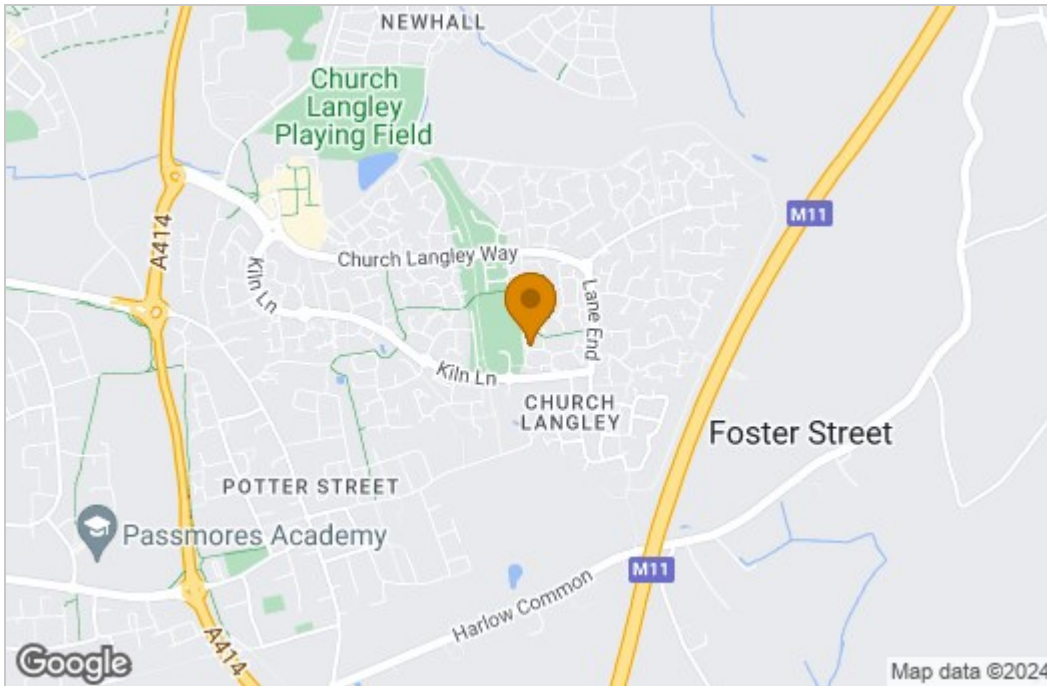 NEWHALL
Church
Langley
Playing Field
M11
A414
Church Langley Way
Kiln Ln
Lane End
Kiln Ln
CHURCH
LANGLEY
Foster Street
POTTER STREET
Passmores Academy
M11
Harlow Common
A414
Google
Map data ©2024